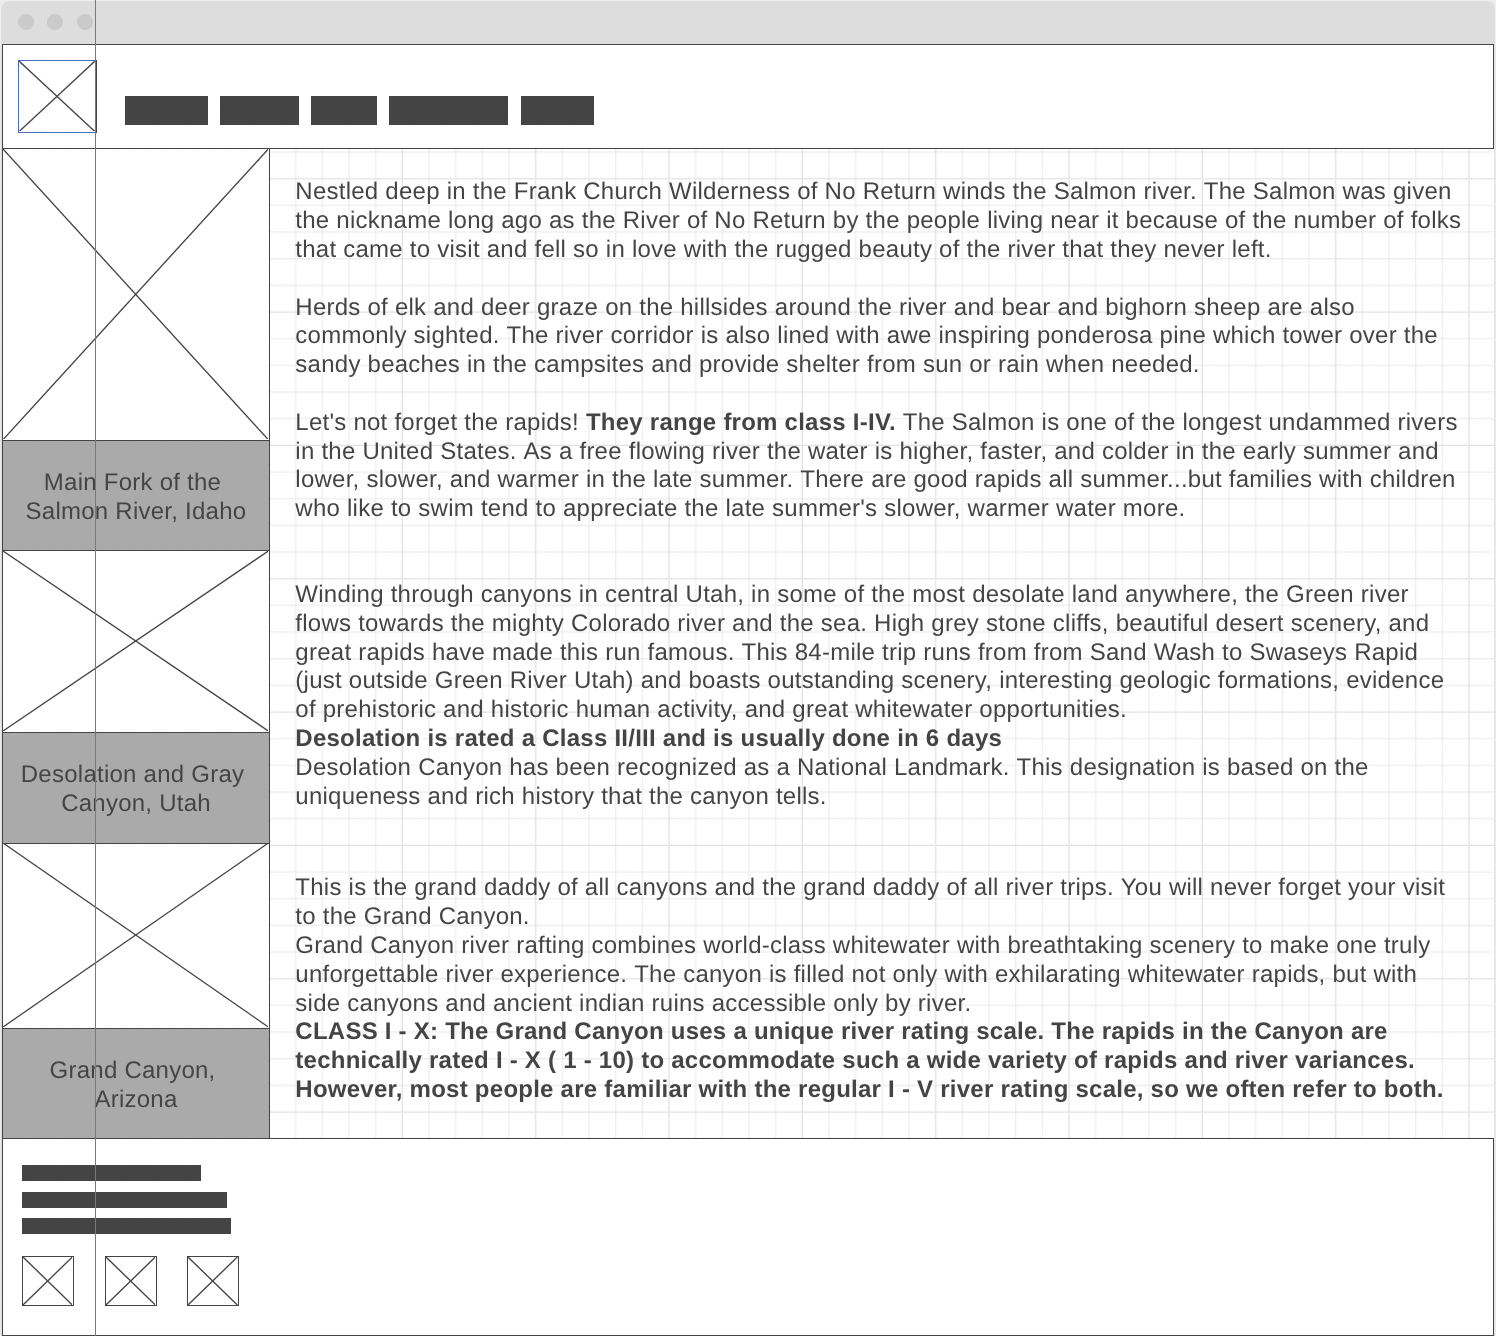 Nestled deep in the Frank Church Wilderness of No Return winds the Salmon river. The Salmon was given
the nickname long ago as the River of No Return by the people living near it because of the number of folks
that came to visit and fell so in love with the rugged beauty of the river that they never left.
Herds of elk and deer graze on the hillsides around the river and bear and bighorn sheep are also
commonly sighted. The river corridor is also lined with awe inspiring ponderosa pine which tower over the
sandy beaches in the campsites and provide shelter from sun or rain when needed.
Let's not forget the rapids! They range from class I-IV. The Salmon is one of the longest undammed rivers
in the United States. As a free flowing river the water is higher, faster, and colder in the early summer and
lower, slower, and warmer in the late summer. There are good rapids all summer...but families with children
who like to swim tend to appreciate the late summer's slower, warmer water more.
Main Fork of the
Salmon River, Idaho
Winding through canyons in central Utah, in some of the most desolate land anywhere, the Green river
flows towards the mighty Colorado river and the sea. High grey stone cliffs, beautiful desert scenery, and
great rapids have made this run famous. This 84-mile trip runs from from Sand Wash to Swaseys Rapid
(just outside Green River Utah) and boasts outstanding scenery, interesting geologic formations, evidence
of prehistoric and historic human activity, and great whitewater opportunities.
Desolation is rated a Class II/III and is usually done in 6 days
Desolation Canyon has been recognized as a National Landmark. This designation is based on the
uniqueness and rich history that the canyon tells.
Desolation and Gray
Canyon, Utah
This is the grand daddy of all canyons and the grand daddy of all river trips. You will never forget your visit
to the Grand Canyon.
Grand Canyon river rafting combines world-class whitewater with breathtaking scenery to make one truly
unforgettable river experience. The canyon is filled not only with exhilarating whitewater rapids, but with
side canyons and ancient indian ruins accessible only by river.
CLASS I - X: The Grand Canyon uses a unique river rating scale. The rapids in the Canyon are
technically rated I - X ( 1 - 10) to accommodate such a wide variety of rapids and river variances.
However, most people are familiar with the regular I - V river rating scale, so we often refer to both.
Grand Canyon,
Arizona